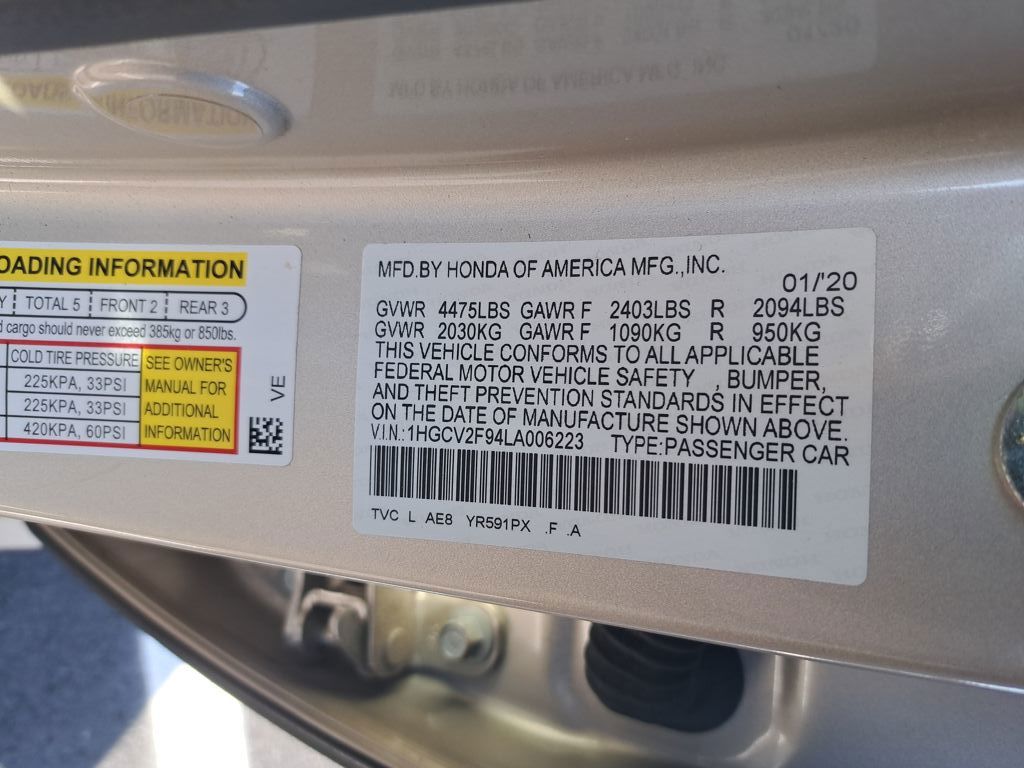 OADING INFORMATION
Y TOTAL 5 FRONT 2 REAR 3
d cargo should never exceed 385kg or 850lbs.
COLD TIRE PRESSURE
225KPA, 33PSI
225KPA, 33PSI
420KPA, 60PSI
SEE OWNER'S
MANUAL FOR
ADDITIONAL
INFORMATION
VE
MFD.BY HONDA OF AMERICA MFG.,INC.
01/'20
GVWR 4475LBS GAWR F 2403LBS R 2094LBS
GVWR 2030KG GAWR F 1090KG R 950KG
THIS VEHICLE CONFORMS TO ALL APPLICABLE
FEDERAL MOTOR VEHICLE SAFETY , BUMPER,
AND THEFT PREVENTION STANDARDS IN EFFECT
ON THE DATE OF MANUFACTURE SHOWN ABOVE.
V.I.N.:1HGCV2F94LA006223 TYPE:PASSENGER CAR
TVC L AE8 YR591PX .F .A